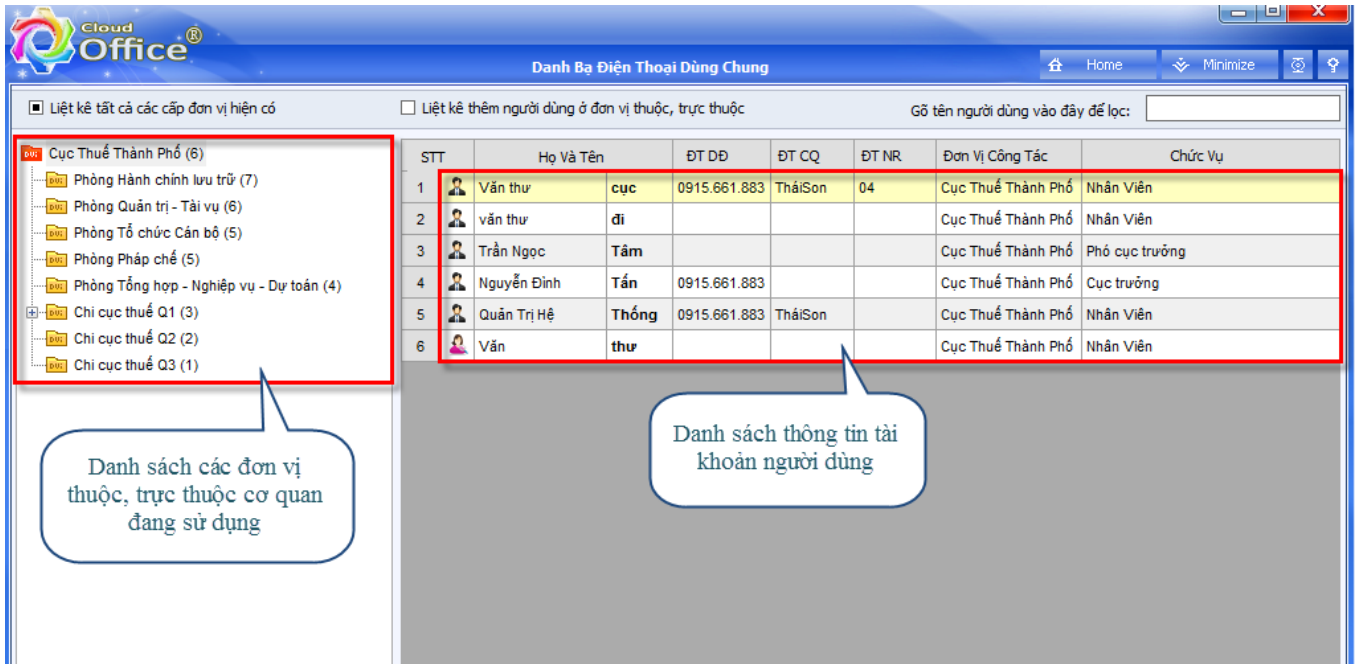 Cloud
Office®
Danh Bạ Điện Thoại Dùng Chung
Home
Minimize
Liệt kê tất cả các cấp đơn vị hiện có
Liệt kê thêm người dùng ở đơn vị thuộc, trực thuộc
Gõ tên người dùng vào đây để lọc:
Cục Thuế Thành Phố (6)
Phòng Hành chính lưu trữ (7)
Phòng Quản trị - Tài vụ (6)
Phòng Tổ chức Cán bộ (5)
Phòng Pháp chế (5)
Phòng Tổng hợp - Nghiệp vụ - Dự toán (4)
Chi cục thuế Q1 (3)
Chi cục thuế Q2 (2)
Chi cục thuế Q3 (1)
STT Họ Và Tên ĐT DĐ ĐT CQ ĐT NR Đơn Vị Công Tác Chức Vụ
1 Văn thư cục 0915.661.883 TháiSon 04 Cục Thuế Thành Phố Nhân Viên
2 văn thư đi Cục Thuế Thành Phố Nhân Viên
3 Trần Ngọc Tâm Cục Thuế Thành Phố Phó cục trưởng
4 Nguyễn Đình Tấn 0915.661.883 Cục Thuế Thành Phố Cục trưởng
5 Quản Trị Hệ Thống 0915.661.883 TháiSon Cục Thuế Thành Phố Nhân Viên
6 Văn thư Cục Thuế Thành Phố Nhân Viên
Danh sách các đơn vị
thuộc, trực thuộc cơ quan
đang sử dụng
Danh sách thông tin tài
khoản người dùng